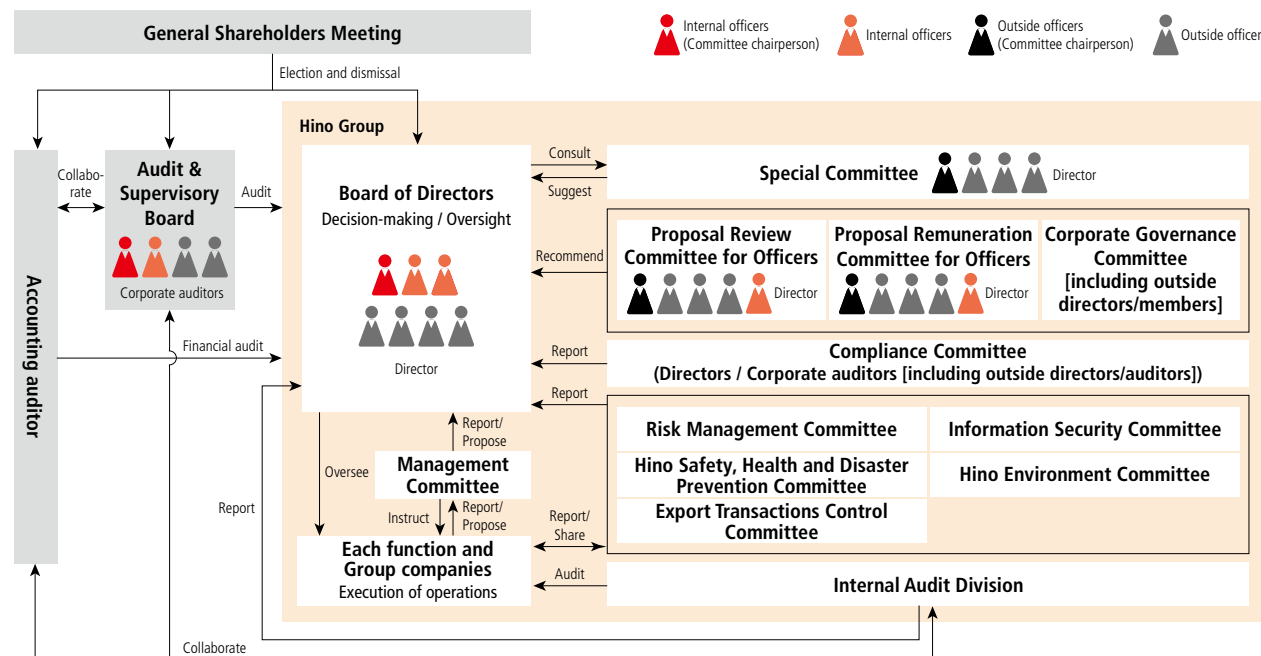 General Shareholders Meeting
Internal officers
(Committee chairperson)
Internal officers
Outside officers
(Committee chairperson)
Outside officer
Election and dismissal
Hino Group
Accounting auditor
Collabo-
rate
Audit &
Supervisory
Board
Corporate auditors
Audit
Board of Directors
Decision-making / Oversight
Director
Consult
Suggest
Special Committee
Director
Recommend
Proposal Review
Committee for Officers
Director
Proposal Remuneration
Committee for Officers
Director
Corporate Governance
Committee
[including outside
directors/members]
Financial audit
Report
Compliance Committee
(Directors / Corporate auditors [including outside directors/auditors])
Report
Risk Management Committee
Information Security Committee
Hino Safety, Health and Disaster
Prevention Committee
Hino Environment Committee
Export Transactions Control
Committee
Report/
Propose
Oversee
Management
Committee
Instruct
Report/
Propose
Report/
Share
Report
Each function and
Group companies
Execution of operations
Audit
Internal Audit Division
Collaborate